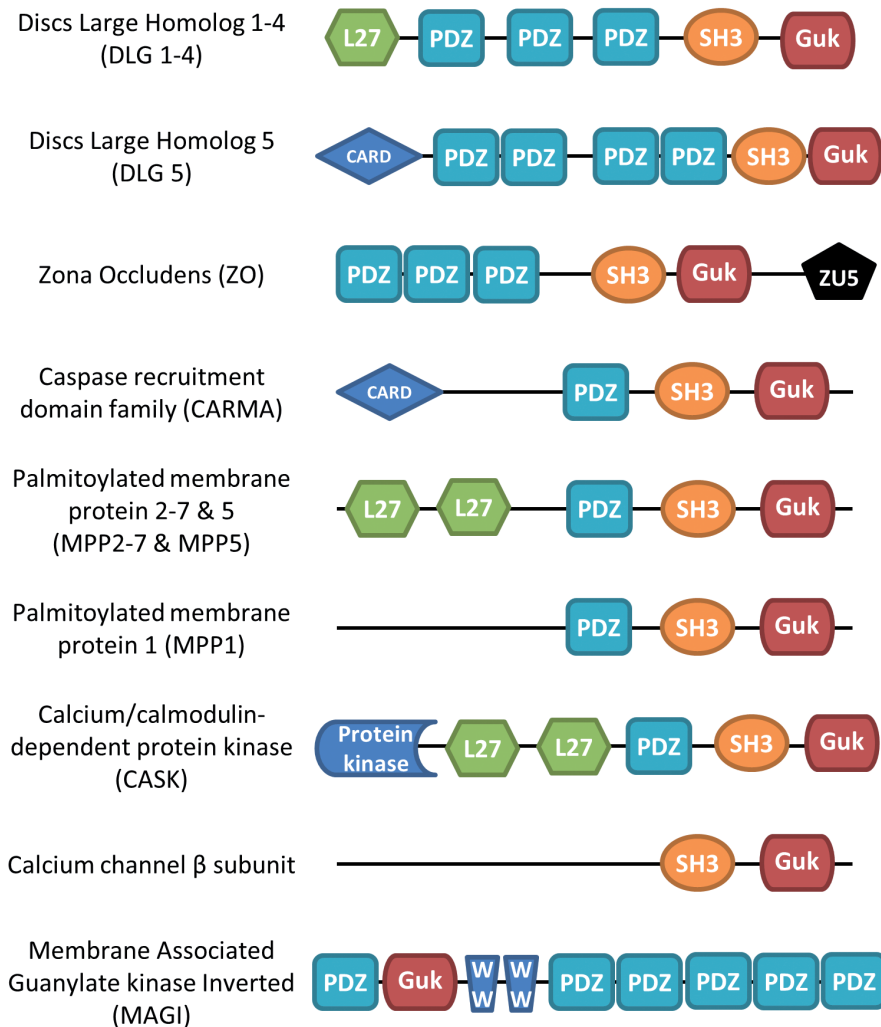 Discs Large Homolog 1-4
(DLG 1-4)
L27 PDZ PDZ PDZ SH3 Guk
Discs Large Homolog 5
(DLG 5)
CARD PDZ PDZ PDZ PDZ SH3 Guk
Zona Occludens (ZO)
PDZ PDZ PDZ SH3 Guk ZU5
Caspase recruitment
domain family (CARMA)
CARD PDZ SH3 Guk
Palmitoylated membrane
protein 2-7 & 5
(MPP2-7 & MPP5)
L27 L27 PDZ SH3 Guk
Palmitoylated membrane
protein 1 (MPP1)
PDZ SH3 Guk
Calcium/calmodulin-
dependent protein kinase
(CASK)
Protein
kinase
L27 L27 PDZ SH3 Guk
Calcium channel β subunit
SH3 Guk
Membrane Associated
Guanylate kinase Inverted
(MAGI)
PDZ Guk W W PDZ PDZ PDZ PDZ PDZ
W W